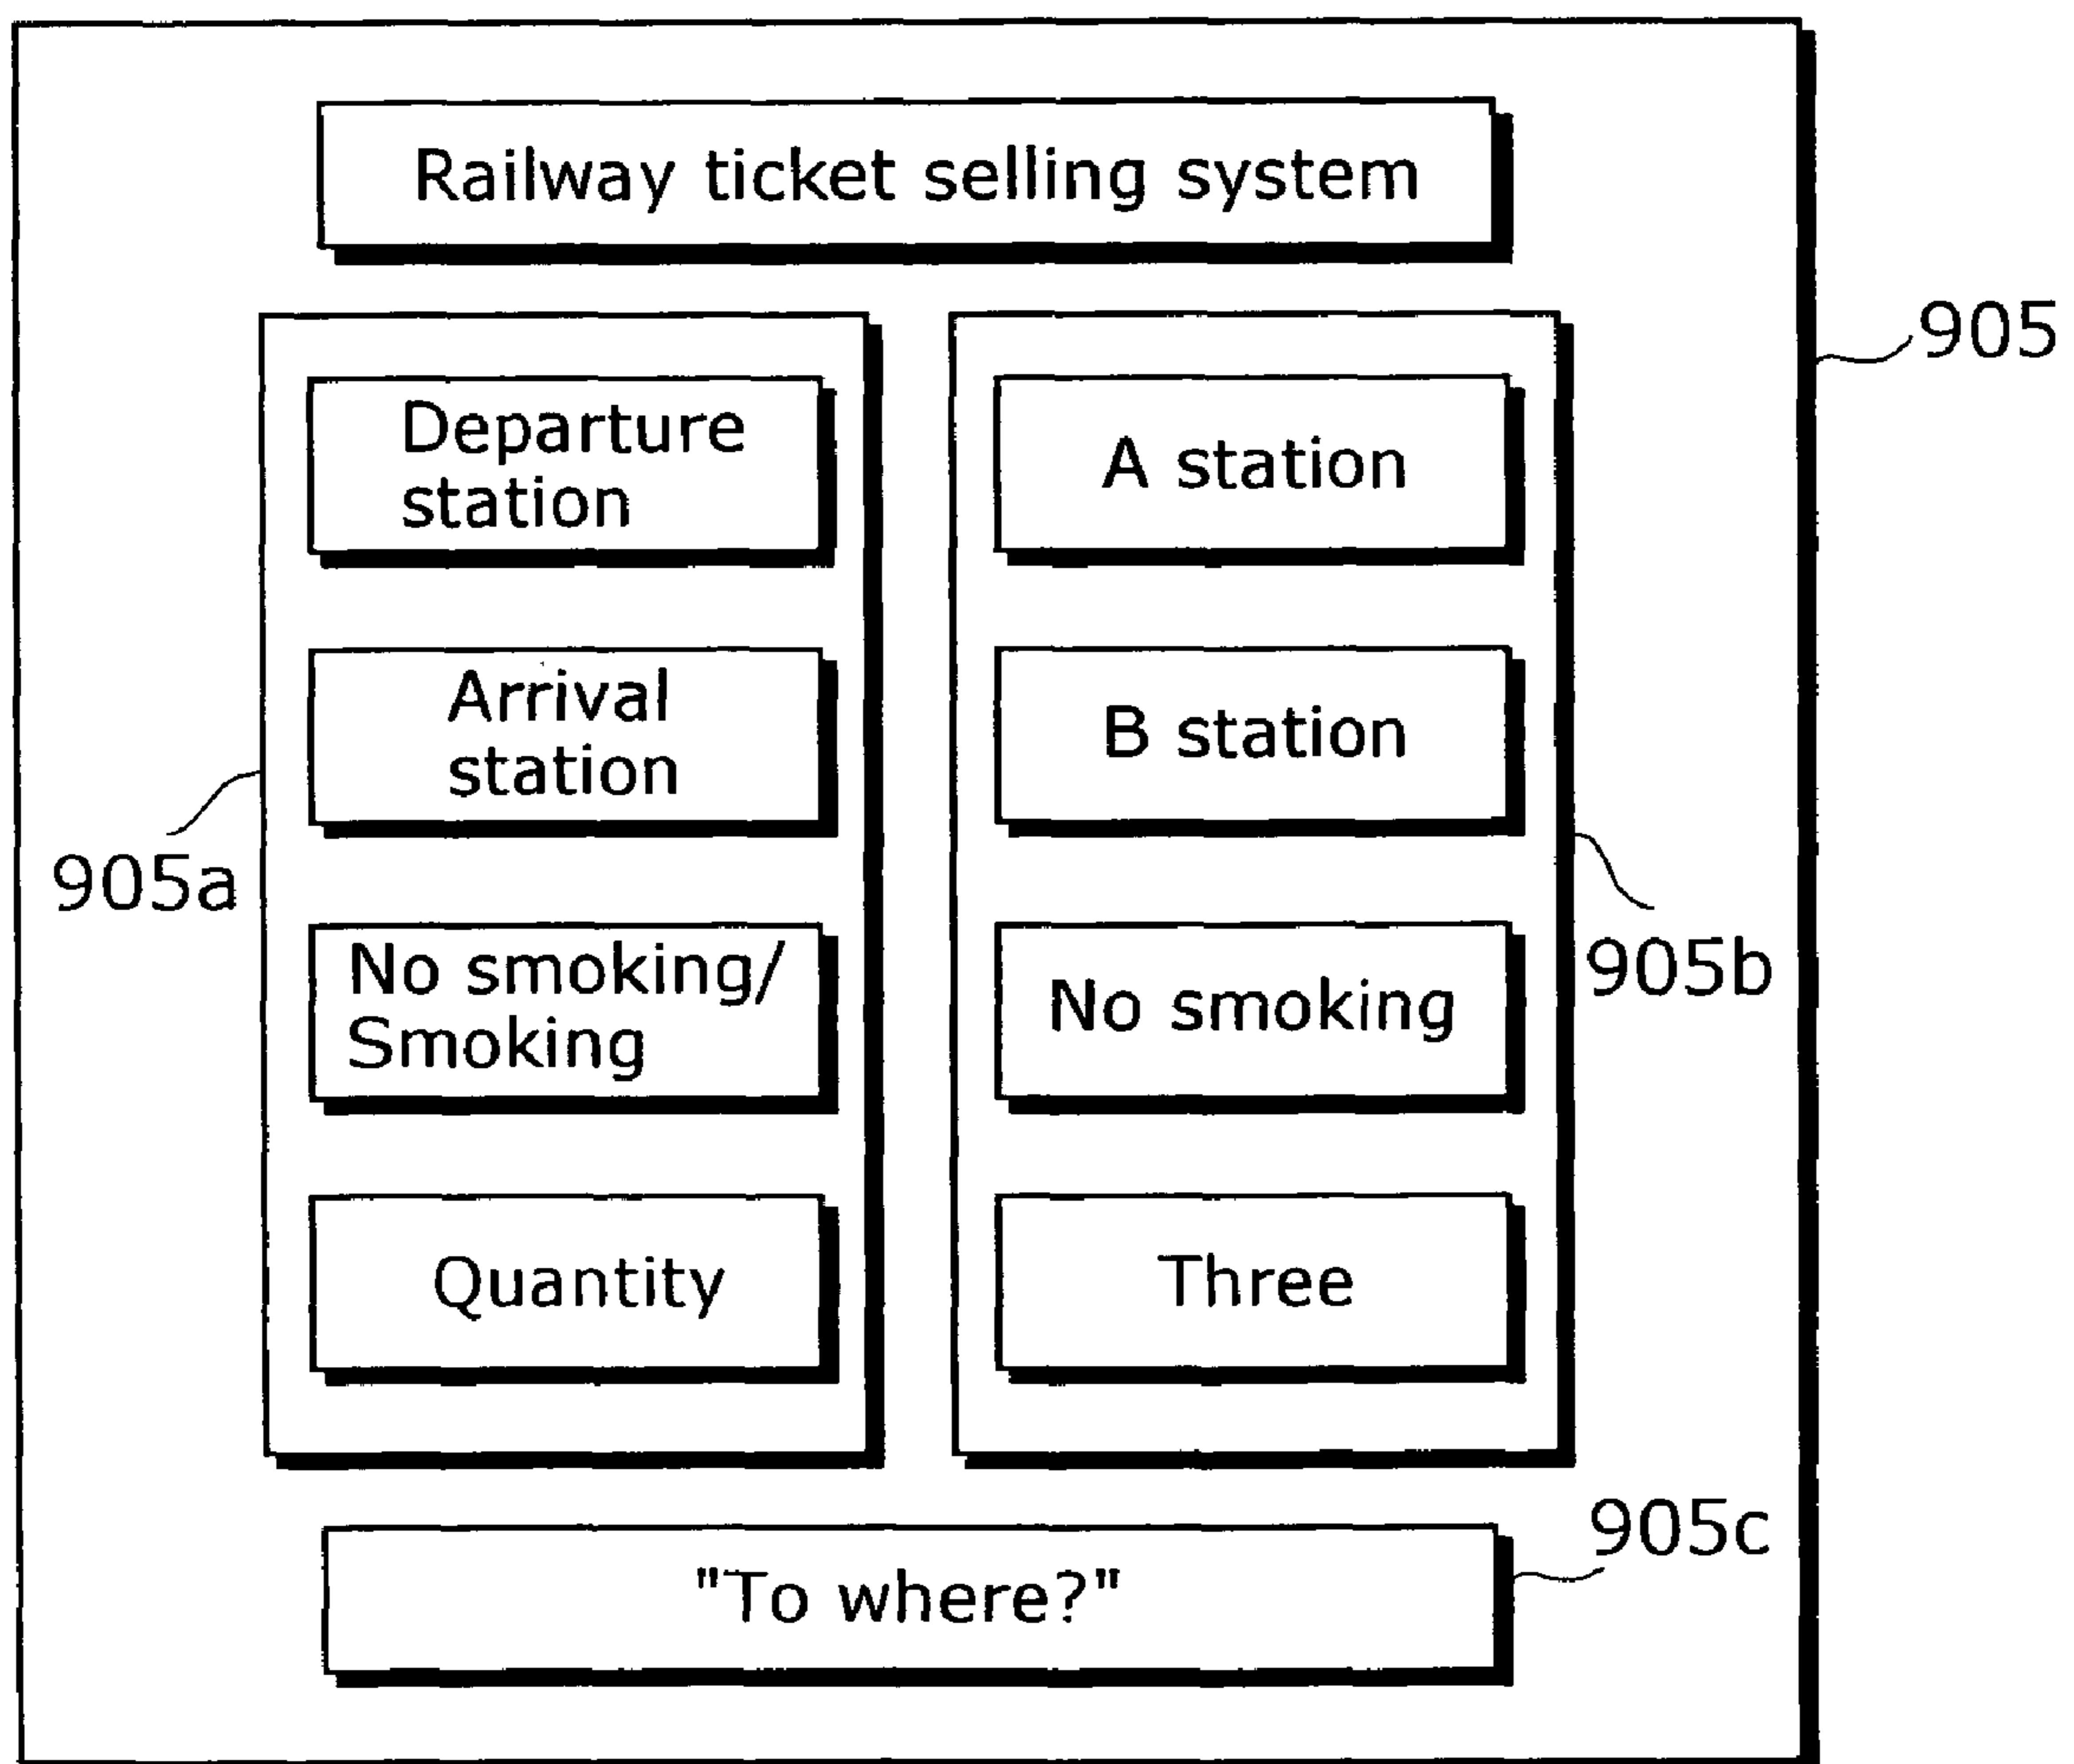 Railway ticket selling system
905
Departure
station
A station
Arrival
station
B station
905a
No smoking/
Smoking
No smoking
905b
Quantity
Three
905c
"To where?"